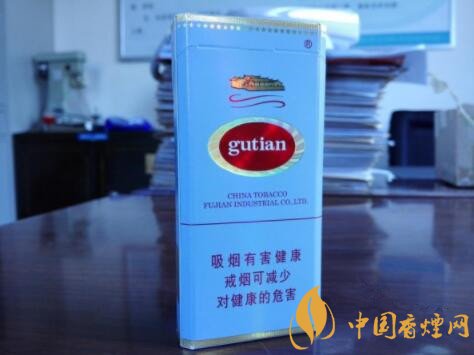 ®
gutian
CHINA TOBACCO
FUJIAN INDUSTRIAL CO.,LTD.
吸烟有害健康
戒烟可减少
对健康的危害
中国香烟网